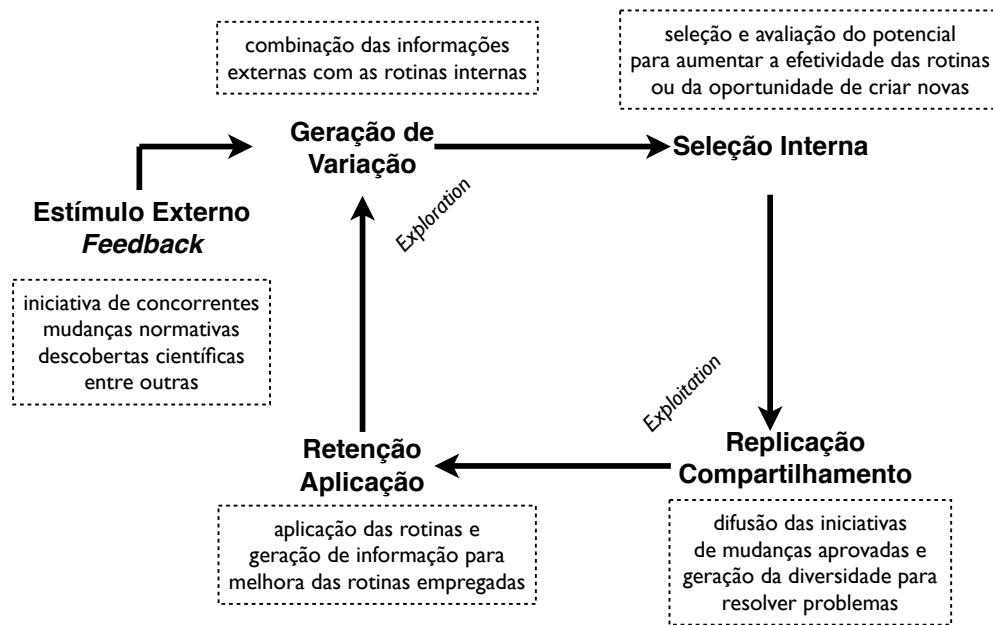 combinação das informações
externas com as rotinas internas
seleção e avaliação do potencial
para aumentar a efetividade das rotinas
ou da oportunidade de criar novas
Geração de
Variação
Seleção Interna
Estímulo Externo
Feedback
Exploration
iniciativa de concorrentes
mudanças normativas
descobertas científicas
entre outras
Exploitation
Retenção
Aplicação
Replicação
Compartilhamento
aplicação das rotinas e
geração de informação para
melhora das rotinas empregadas
difusão das iniciativas
de mudanças aprovadas e
geração da diversidade para
resolver problemas